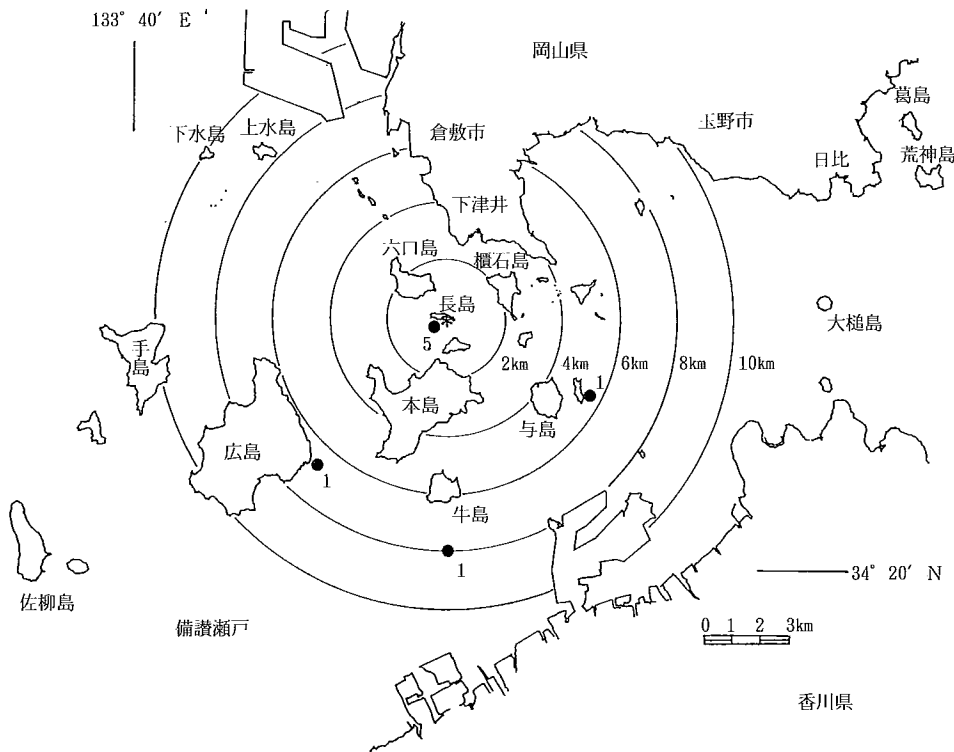 133° 40′ E
岡山県
玉野市
葛島
下水島
上水島
倉敷市
日比
荒神島
下津井
六口島
櫃石島
長島
*
5
大槌島
手島
2km
4km
6km
8km
10km
本島
1
与島
広島
1
牛島
1
34° 20′ N
佐柳島
備讃瀬戸
0 1 2 3km
香川県